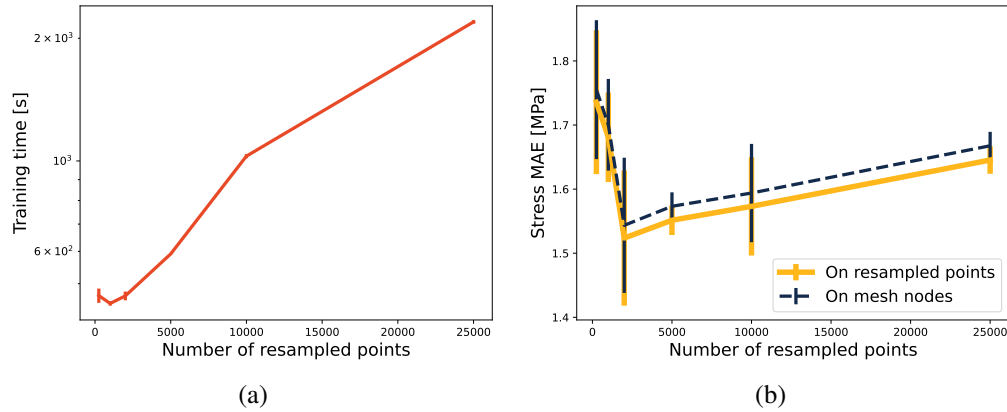 2 × 10³
10³
6 × 10²
Training time [s]
0 5000 10000 15000 20000 25000
Number of resampled points
(a)
1.8
1.7
1.6
1.5
1.4
Stress MAE [MPa]
On resampled points
On mesh nodes
0 5000 10000 15000 20000 25000
Number of resampled points
(b)